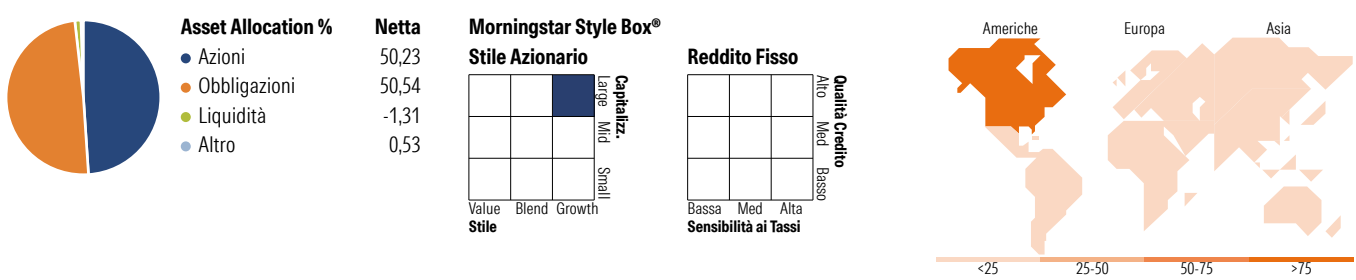 Asset Allocation % Netta
Azioni 50,23
Obbligazioni 50,54
Liquidità -1,31
Altro 0,53
Morningstar Style Box®
Stile Azionario
Large
Mid
Small
Capitalizz.
Value Blend Growth
Stile
Reddito Fisso
Alto
Med
Basso
Qualità Credito
Bassa Med Alta
Sensibilità ai Tassi
Americhe Europa Asia
<25 25-50 50-75 >75